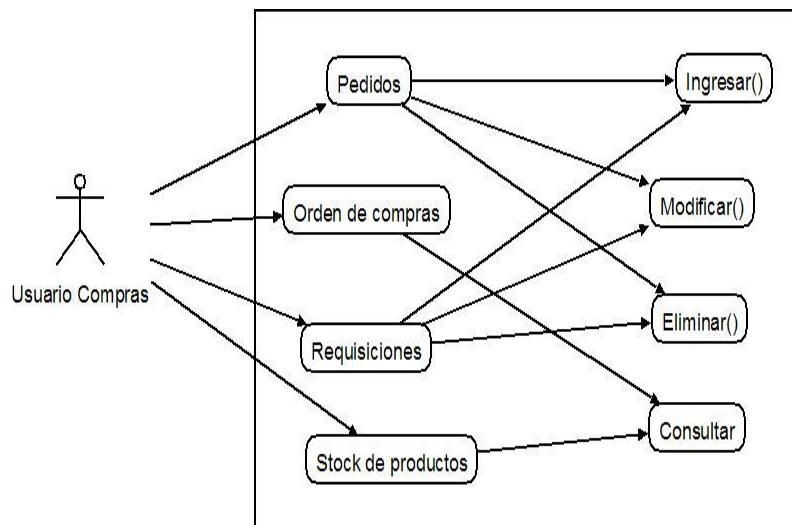 Pedidos
Ingresar()
Orden de compras
Modificar()
Usuario Compras
Requisiciones
Eliminar()
Stock de productos
Consultar